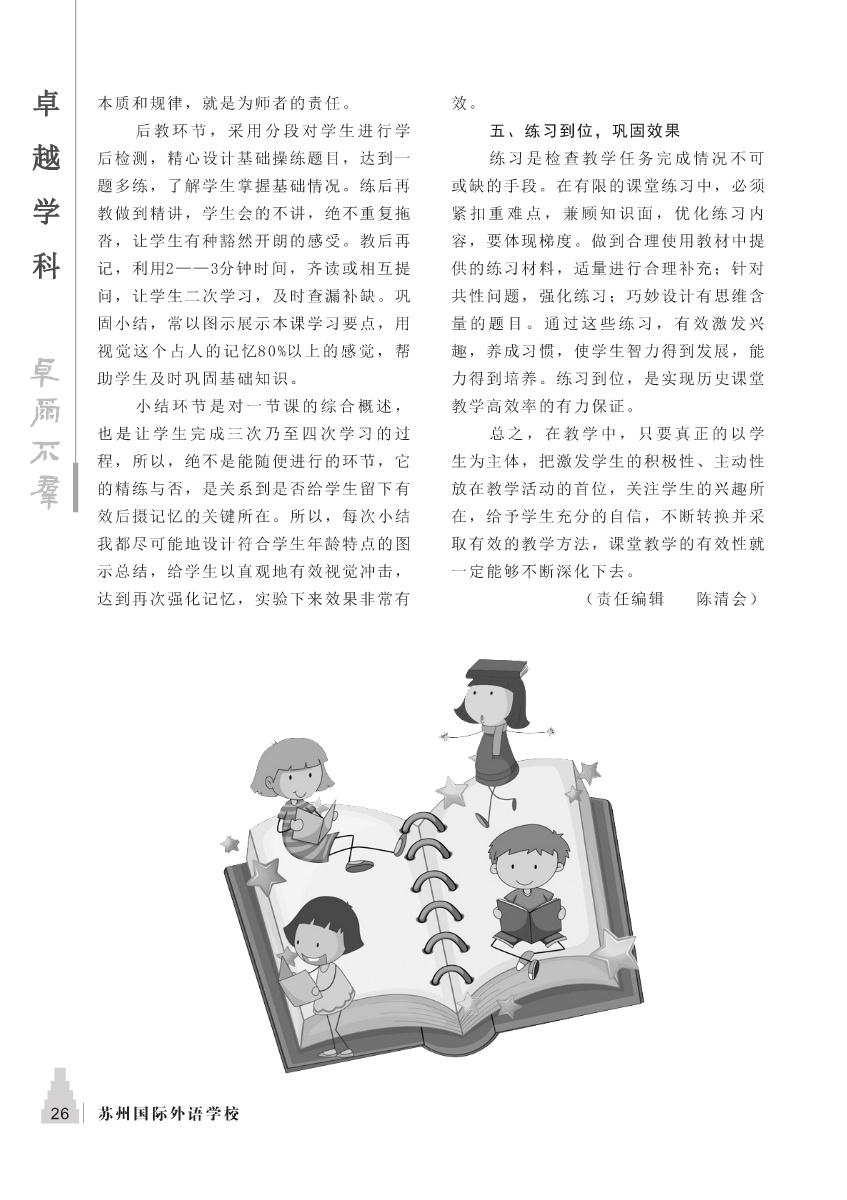 卓越学科
卓尔不群
本质和规律，就是为师者的责任。
后教环节，采用分段对学生进行学
后检测，精心设计基础操练题目，达到一
题多练，了解学生掌握基础情况。练后再
教做到精讲，学生会的不讲，绝不重复拖
沓，让学生有种豁然开朗的感受。教后再
记，利用2——3分钟时间，齐读或相互提
问，让学生二次学习，及时查漏补缺。巩
固小结，常以图示展示本课学习要点，用
视觉这个占人的记忆80%以上的感觉，帮
助学生及时巩固基础知识。
小结环节是对一节课的综合概述，
也是让学生完成三次乃至四次学习的过
程，所以，绝不是能随便进行的环节，它
的精练与否，是关系到是否给学生留下有
效后摄记忆的关键所在。所以，每次小结
我都尽可能地设计符合学生年龄特点的图
示总结，给学生以直观地有效视觉冲击，
达到再次强化记忆，实验下来效果非常有
效。
五、练习到位，巩固效果
练习是检查教学任务完成情况不可
或缺的手段。在有限的课堂练习中，必须
紧扣重难点，兼顾知识面，优化练习内
容，要体现梯度。做到合理使用教材中提
供的练习材料，适量进行合理补充；针对
共性问题，强化练习；巧妙设计有思维含
量的题目。通过这些练习，有效激发兴
趣，养成习惯，使学生智力得到发展，能
力得到培养。练习到位，是实现历史课堂
教学高效率的有力保证。
总之，在教学中，只要真正的以学
生为主体，把激发学生的积极性、主动性
放在教学活动的首位，关注学生的兴趣所
在，给予学生充分的自信，不断转换并采
取有效的教学方法，课堂教学的有效性就
一定能够不断深化下去。
（责任编辑　　陈清会）
26
苏州国际外语学校